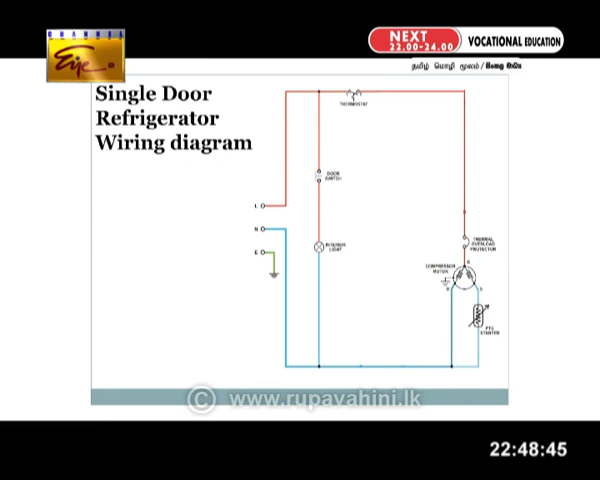 CHANNEL
Eye
NEXT
22.00-24.00
VOCATIONAL EDUCATION
தமிழ் மொழி மூலம் / සිංහල මාධ්‍ය
Single Door
Refrigerator
Wiring diagram
THERMOSTAT
DOOR
SWITCH
L
N
E
INTERIOR
LIGHT
THERMAL
OVERLOAD
PROTECTOR
COMPRESSOR
MOTOR
C
R
S
PTC
STARTER
© www.rupavahini.lk
22:48:45